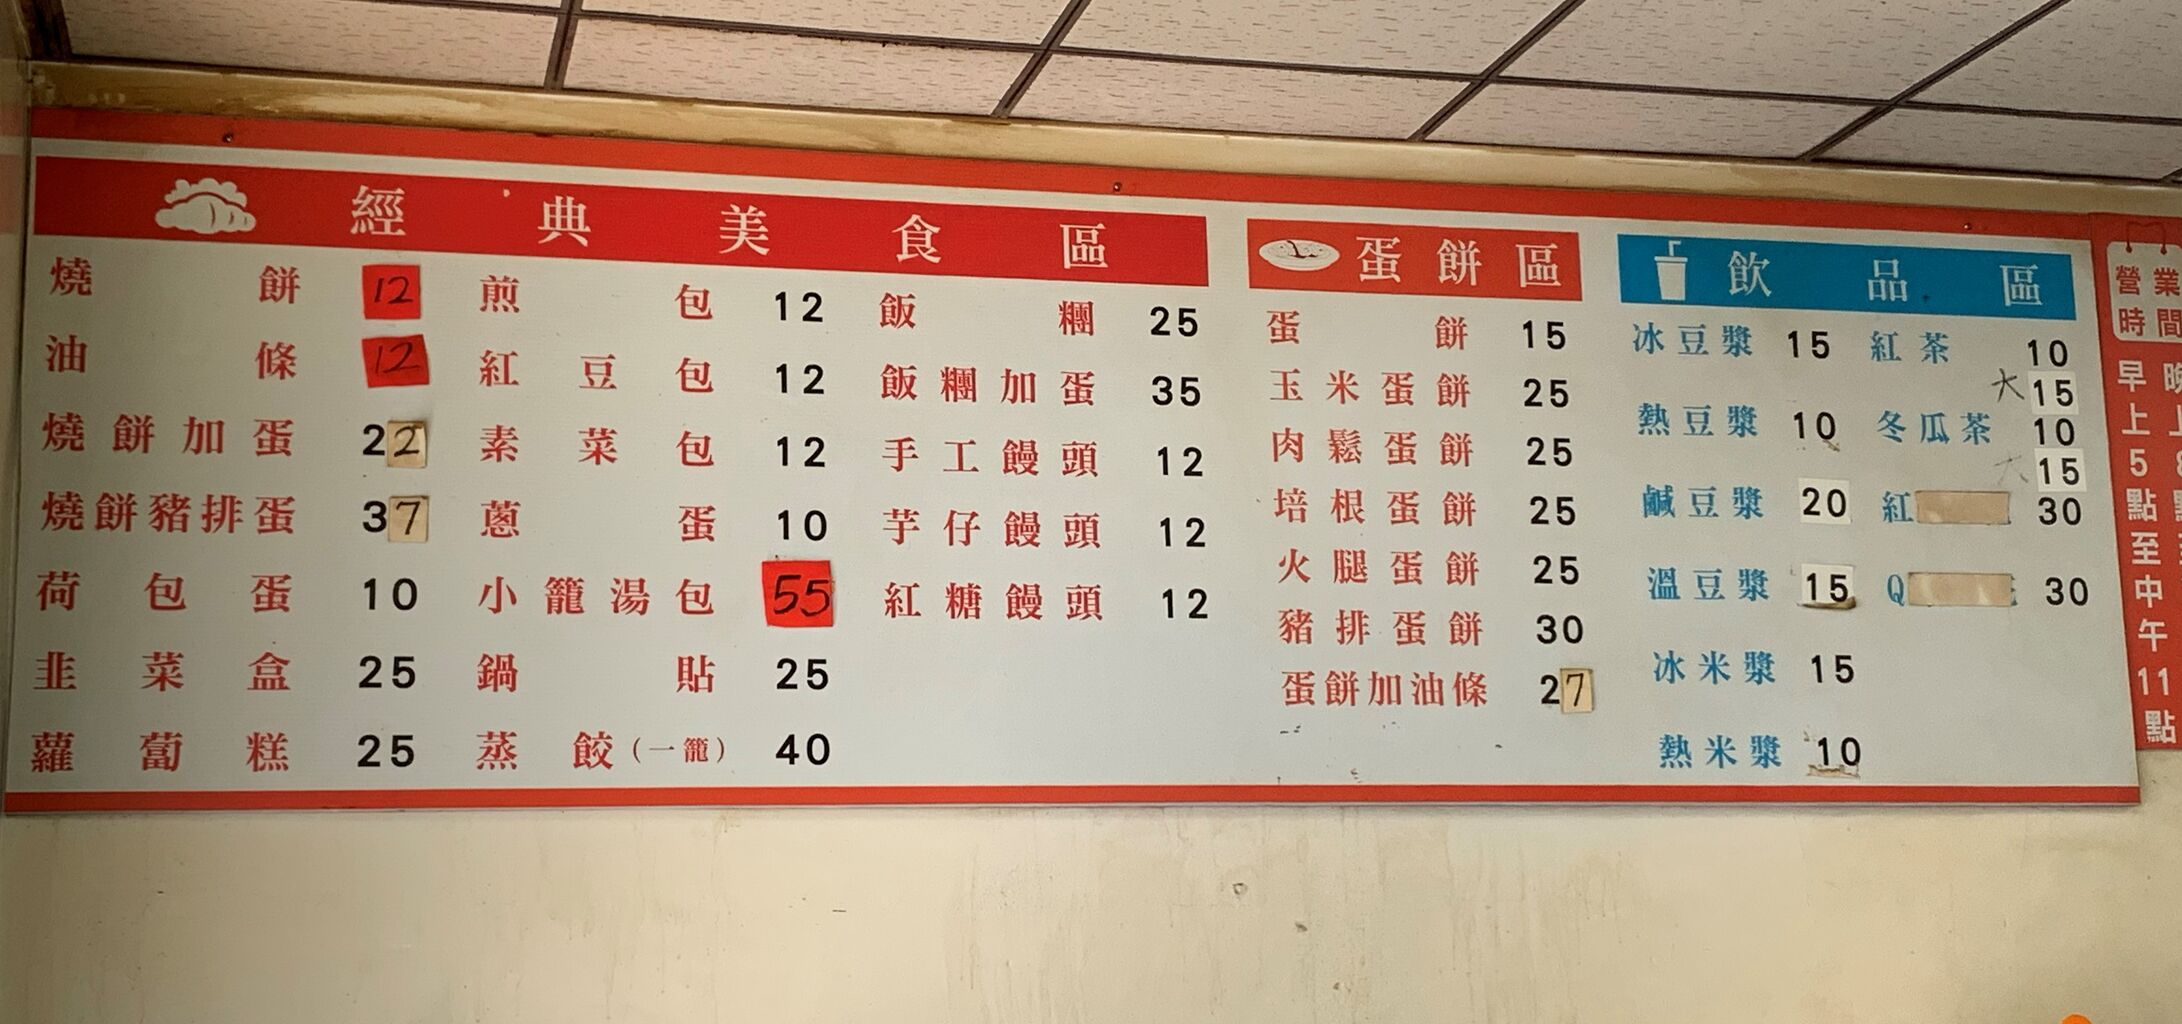 經典美食區
燒餅 12
油條 12
燒餅加蛋 22
燒餅豬排蛋 37
荷包蛋 10
韭菜盒 25
蘿蔔糕 25
煎包 12
紅豆包 12
素菜包 12
蔥蛋 10
小籠湯包 55
鍋貼 25
蒸餃(一籠) 40
飯糰 25
飯糰加蛋 35
手工饅頭 12
芋仔饅頭 12
紅糖饅頭 12
蛋餅區
蛋餅 15
玉米蛋餅 25
肉鬆蛋餅 25
培根蛋餅 25
火腿蛋餅 25
豬排蛋餅 30
蛋餅加油條 27
飲品區
冰豆漿 15
熱豆漿 10
鹹豆漿 20
溫豆漿 15
冰米漿 15
熱米漿 10
紅茶 10
大 15
冬瓜茶 10
大 15
紅 30
Q 30
營業
時間
早上5點至中午11點